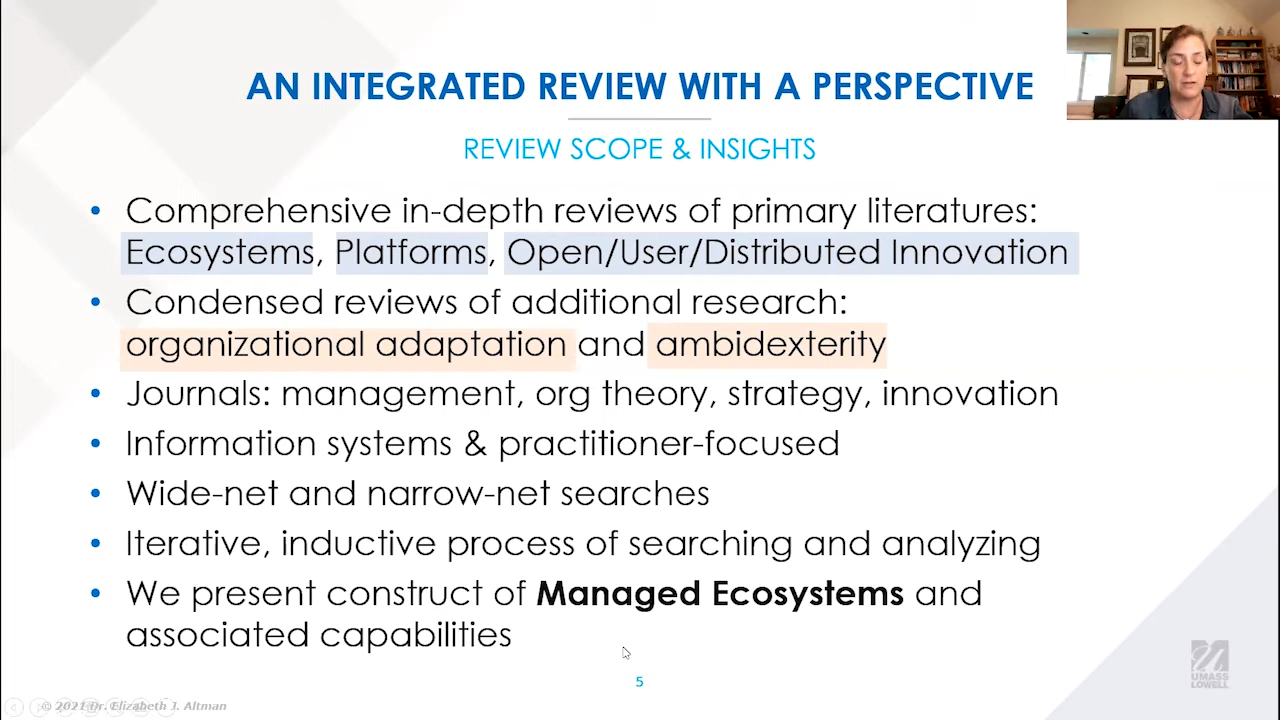 AN INTEGRATED REVIEW WITH A PERSPECTIVE
REVIEW SCOPE & INSIGHTS
• Comprehensive in-depth reviews of primary literatures:
Ecosystems, Platforms, Open/User/Distributed Innovation
• Condensed reviews of additional research:
organizational adaptation and ambidexterity
• Journals: management, org theory, strategy, innovation
• Information systems & practitioner-focused
• Wide-net and narrow-net searches
• Iterative, inductive process of searching and analyzing
• We present construct of Managed Ecosystems and
associated capabilities
5
© 2021 Dr. Elizabeth J. Altman
UMASS
LOWELL